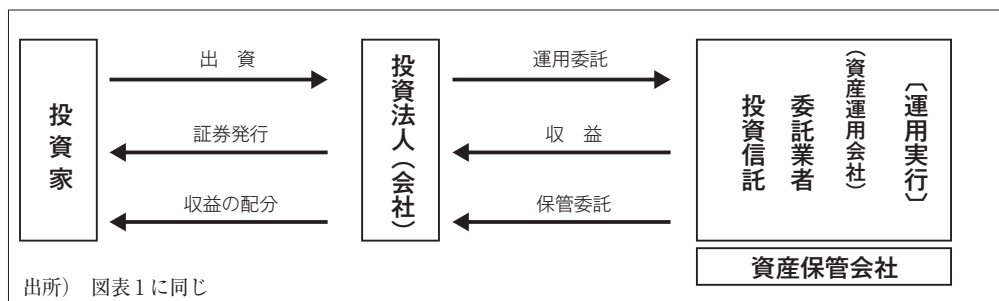 投資家
出　資
証券発行
収益の配分
投資法人（会社）
運用委託
収　益
保管委託
投資信託
委託業者
（資産運用会社）
〔運用実行〕
資産保管会社
出所）　図表１に同じ